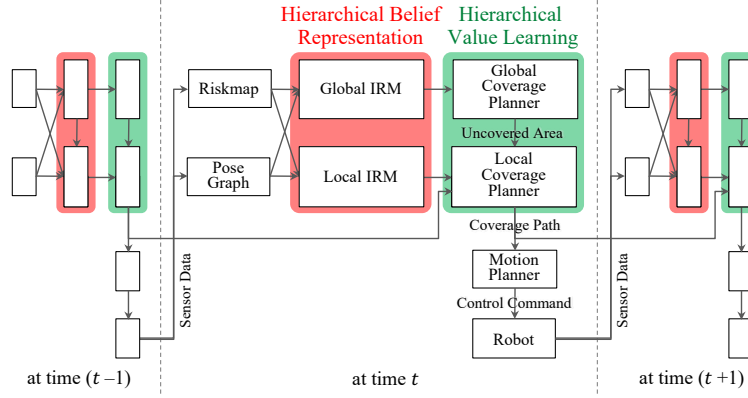 Hierarchical Belief
Representation
Hierarchical
Value Learning
Riskmap
Global IRM
Global
Coverage
Planner
Uncovered Area
Pose
Graph
Local IRM
Local
Coverage
Planner
Coverage Path
Motion
Planner
Control Command
Robot
Sensor Data
Sensor Data
at time (t –1)
at time t
at time (t +1)